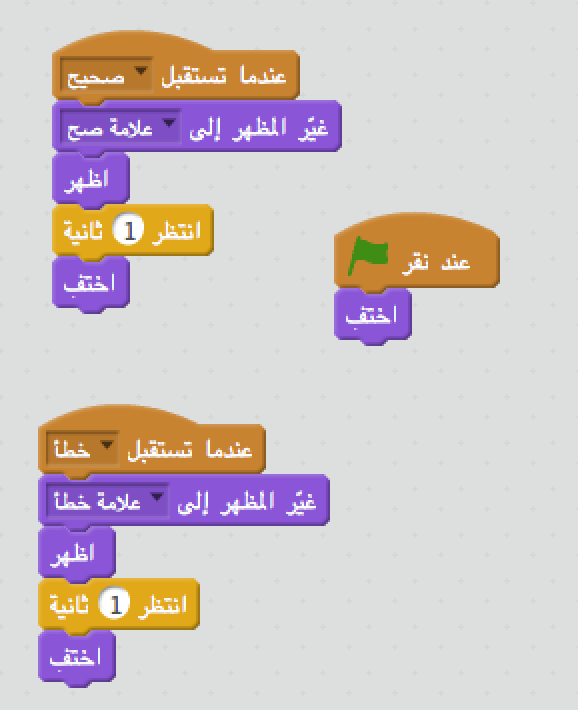 عندما تستقبل صحيح
غيّر المظهر إلى علامة صح
اظهر
انتظر 1 ثانية
اختفِ
عند نقر
اختفِ
عندما تستقبل خطأ
غيّر المظهر إلى علامة خطأ
اظهر
انتظر 1 ثانية
اختفِ